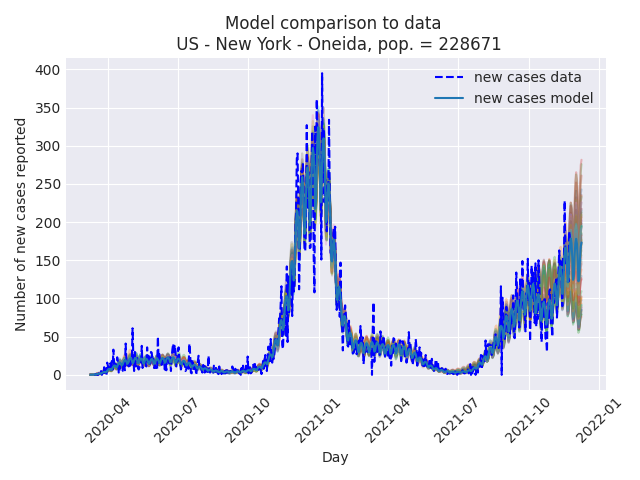 Model comparison to data
US - New York - Oneida, pop. = 228671
new cases data
new cases model
Number of new cases reported
400
350
300
250
200
150
100
50
0
2020-04
2020-07
2020-10
2021-01
2021-04
2021-07
2021-10
2022-01
Day